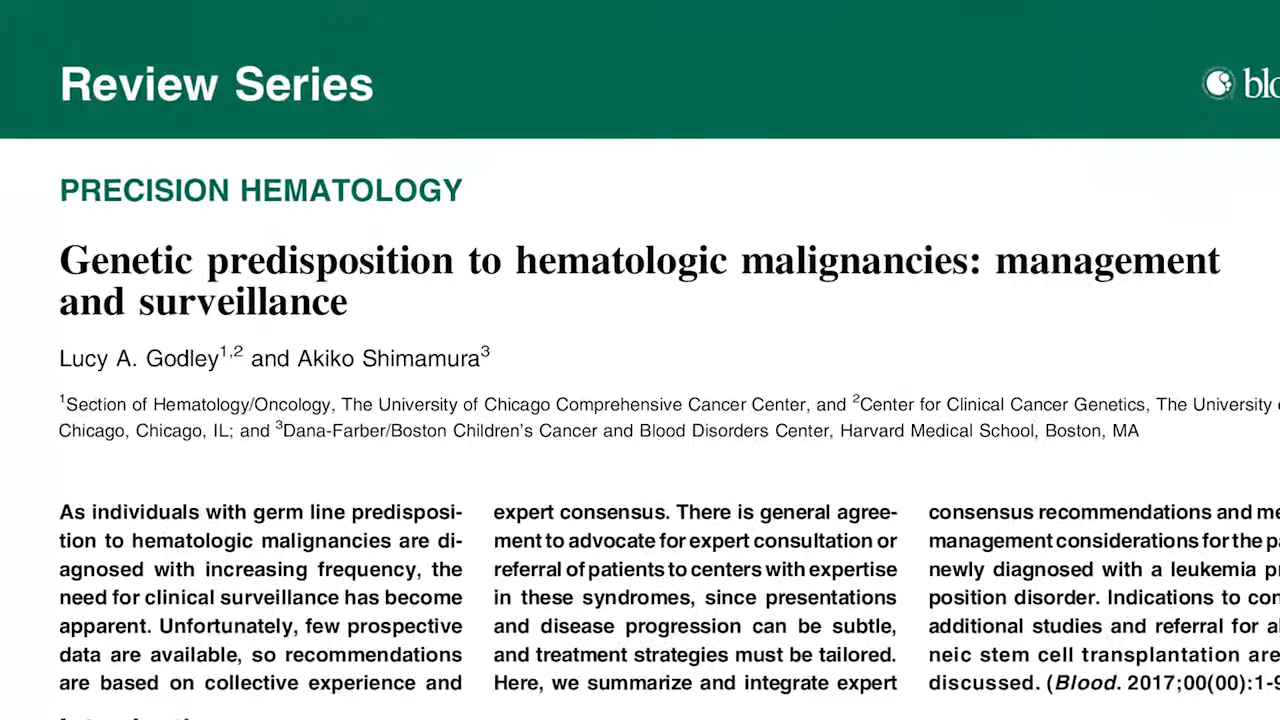 Review Series
PRECISION HEMATOLOGY
Genetic predisposition to hematologic malignancies: management
and surveillance
Lucy A. Godley1,2 and Akiko Shimamura3
1Section of Hematology/Oncology, The University of Chicago Comprehensive Cancer Center, and 2Center for Clinical Cancer Genetics, The University
Chicago, Chicago, IL; and 3Dana-Farber/Boston Children's Cancer and Blood Disorders Center, Harvard Medical School, Boston, MA
As individuals with germ line predisposi-
tion to hematologic malignancies are di-
agnosed with increasing frequency, the
need for clinical surveillance has become
apparent. Unfortunately, few prospective
data are available, so recommendations
are based on collective experience and
expert consensus. There is general agree-
ment to advocate for expert consultation or
referral of patients to centers with expertise
in these syndromes, since presentations
and disease progression can be subtle,
and treatment strategies must be tailored.
Here, we summarize and integrate expert
consensus recommendations and
management considerations for the
newly diagnosed with a leukemia
position disorder. Indications to
additional studies and referral for
neic stem cell transplantation are
discussed. (Blood. 2017;00(00):1-9